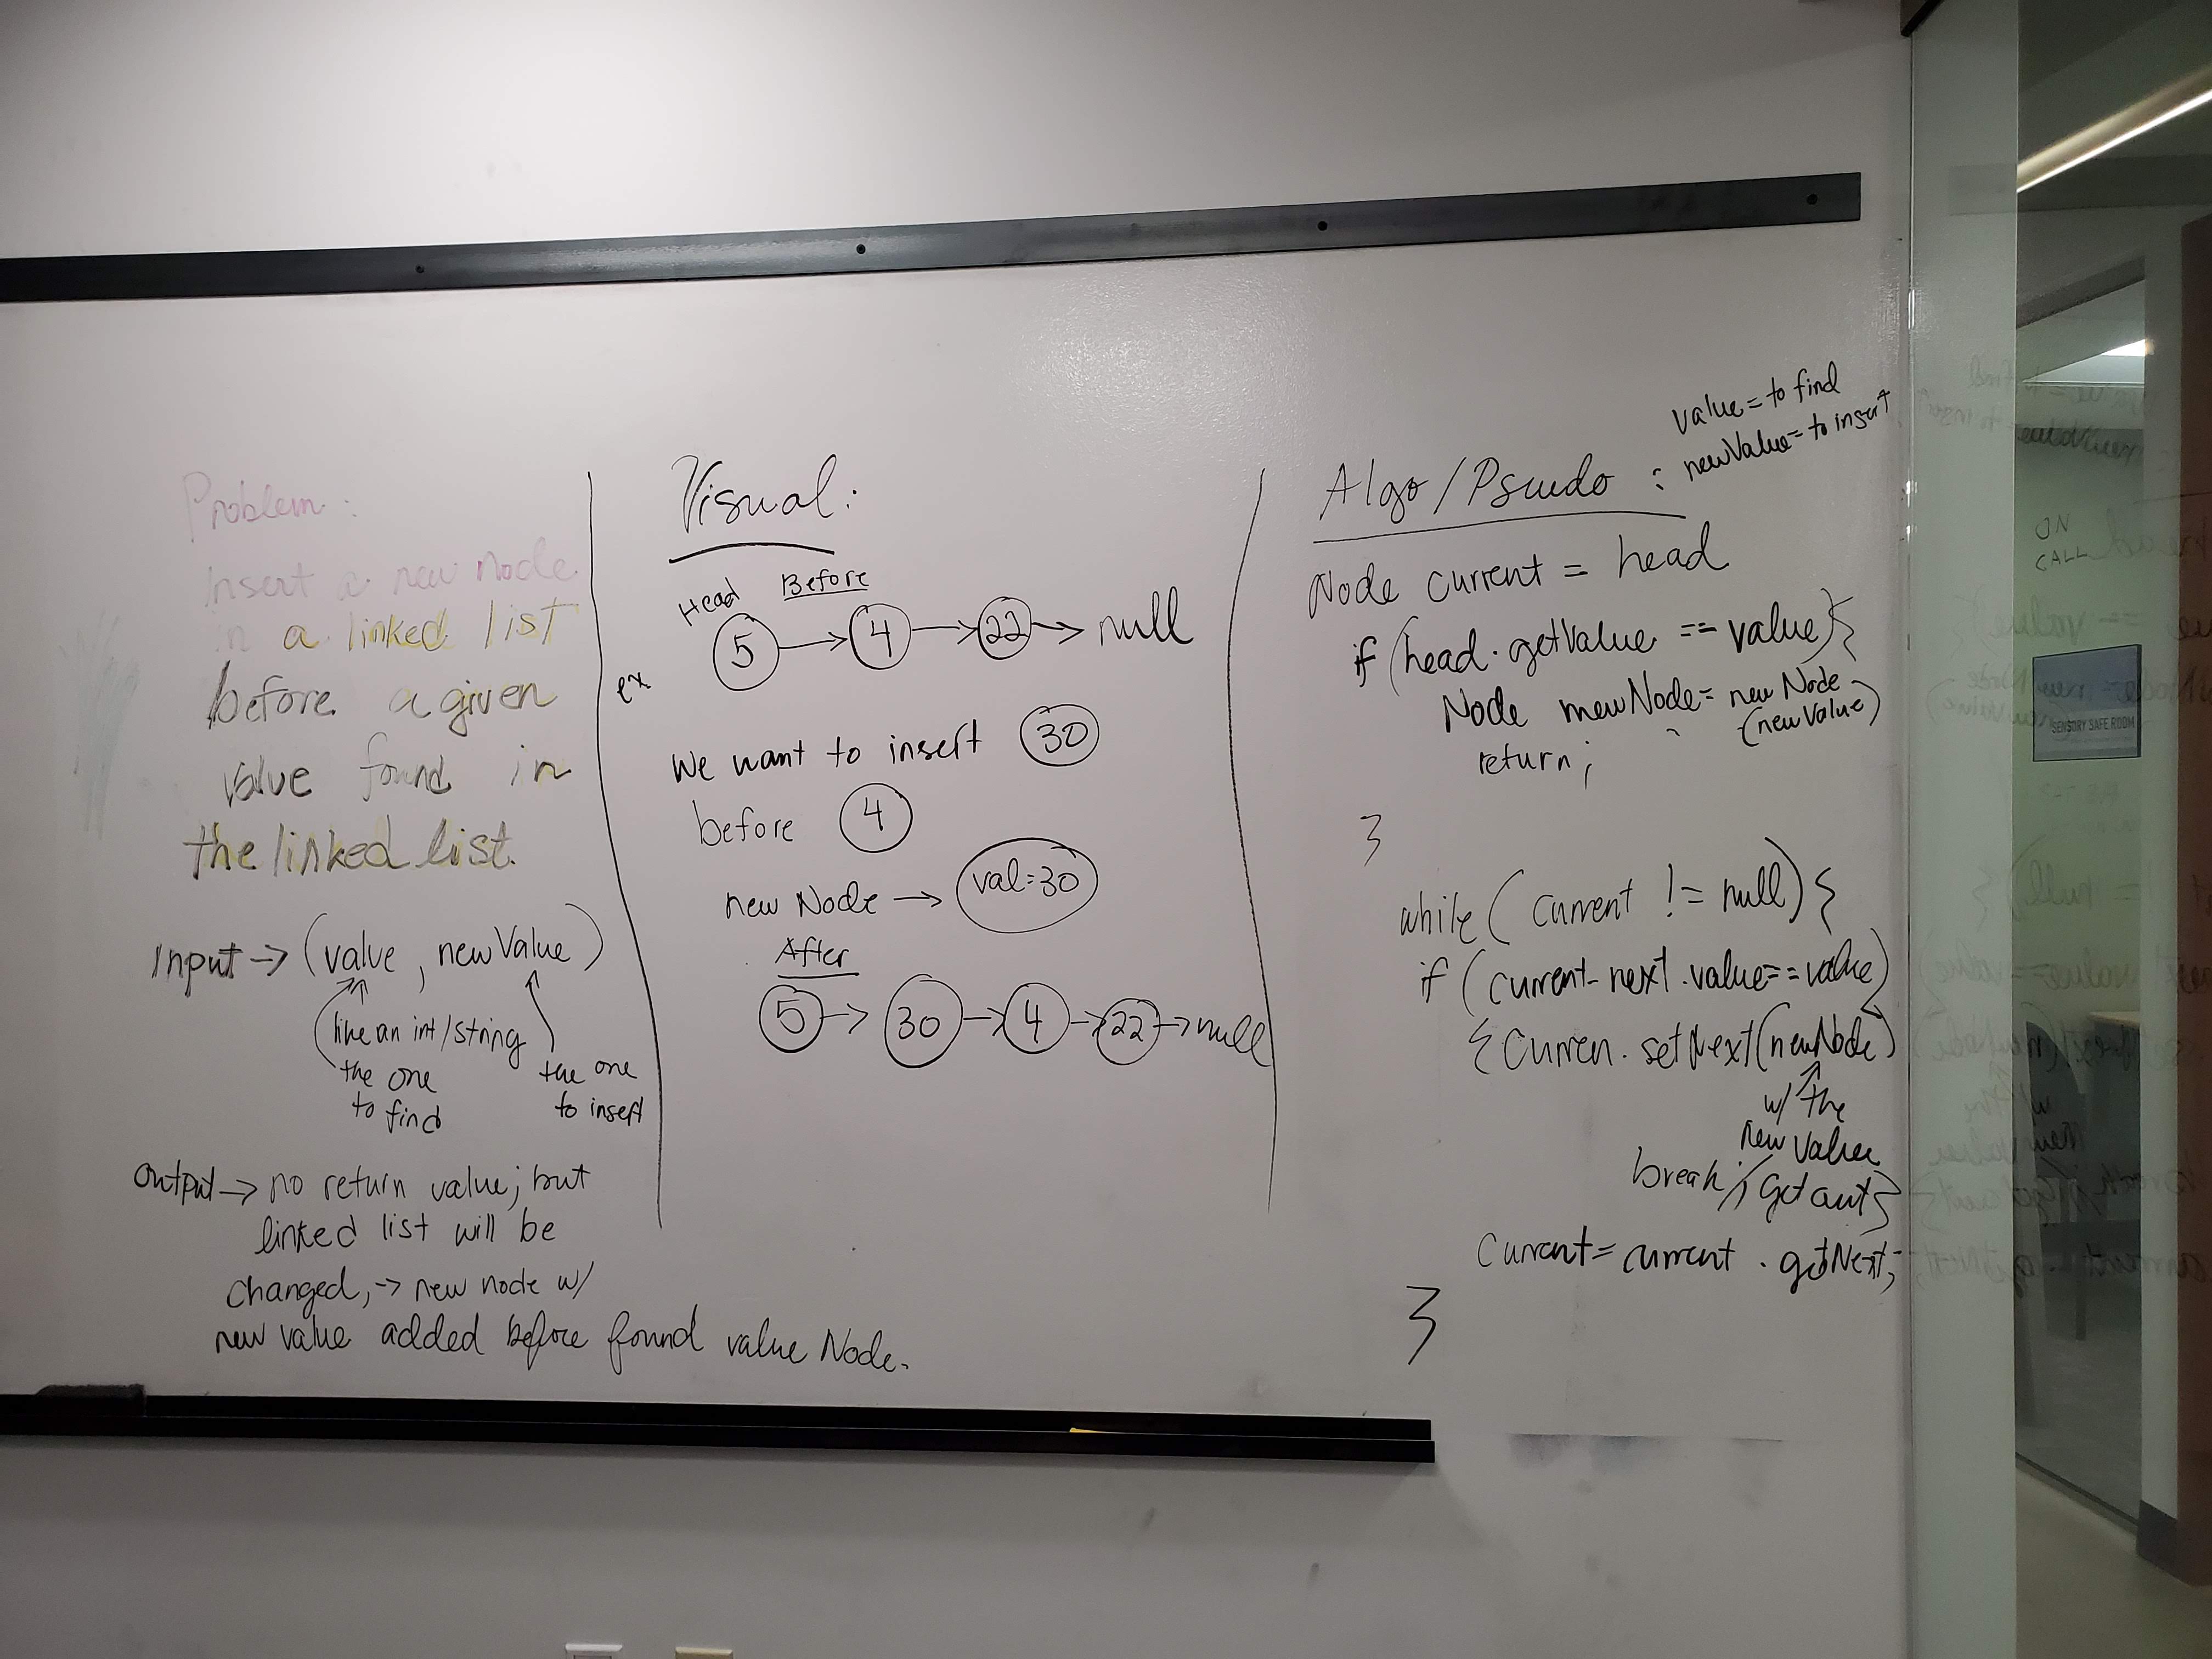 Problem:
Insert a new node
in a linked list
before a given
value found in
the linked list.
Input -> (value, newValue)
like an int/string
the one
to find
the one
to insert
Output -> no return value; but
linked list will be
changed, -> new node w/
new value added before found value Node.
Visual:
Head Before
ex
5 -> 4 -> 22 -> null
We want to insert 30
before 4
new Node -> val=30
After
5 -> 30 -> 4 -> 22 -> null
value = to find
newValue = to insert
Algo/Psudo :
Node current = head
if (head.getValue == value){
Node newNode = new Node
(newValue)
return;
}
while (current != null) {
if (current.next.value == value)
{ Curren.setNext(newNode)
w/ the
new value
break; // get out }
Current = current.getNext;
}
ON
CALL
SENSORY SAFE ROOM